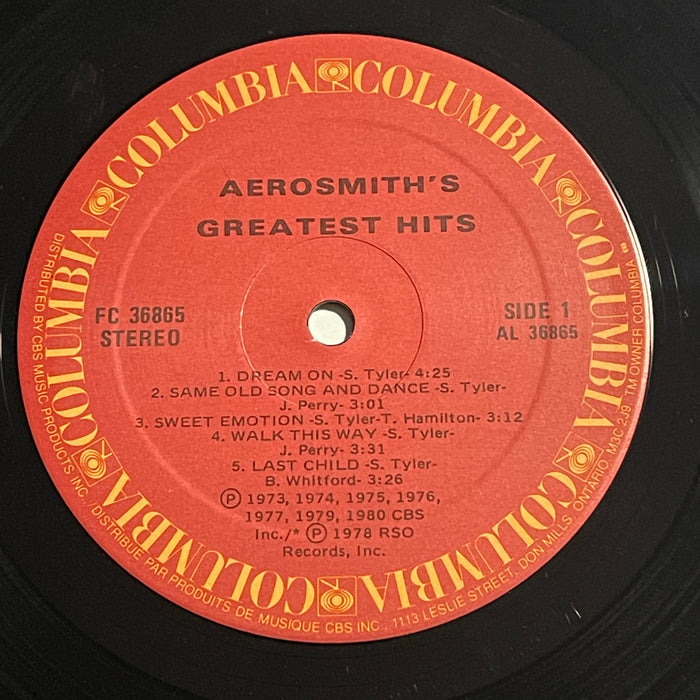 COLUMBIA COLUMBIA COLUMBIA COLUMBIA COLUMBIA COLUMBIA
AEROSMITH'S
GREATEST HITS
FC 36865
STEREO
SIDE 1
AL 36865
1. DREAM ON -S. Tyler- 4:25
2. SAME OLD SONG AND DANCE -S. Tyler-
J. Perry- 3:01
3. SWEET EMOTION -S. Tyler-T. Hamilton- 3:12
4. WALK THIS WAY -S. Tyler-
J. Perry- 3:31
5. LAST CHILD -S. Tyler-
B. Whitford- 3:26
Ⓟ 1973, 1974, 1975, 1976,
1977, 1979, 1980 CBS
Inc./* Ⓟ 1978 RSO
Records, Inc.
DISTRIBUTED BY CBS MUSIC PRODUCTS INC./DISTRIBUÉ PAR PRODUITS DE MUSIQUE CBS INC., 1113 LESLIE STREET, DON MILLS ONTARIO- M3C 2J9- TM OWNER COLUMBIA